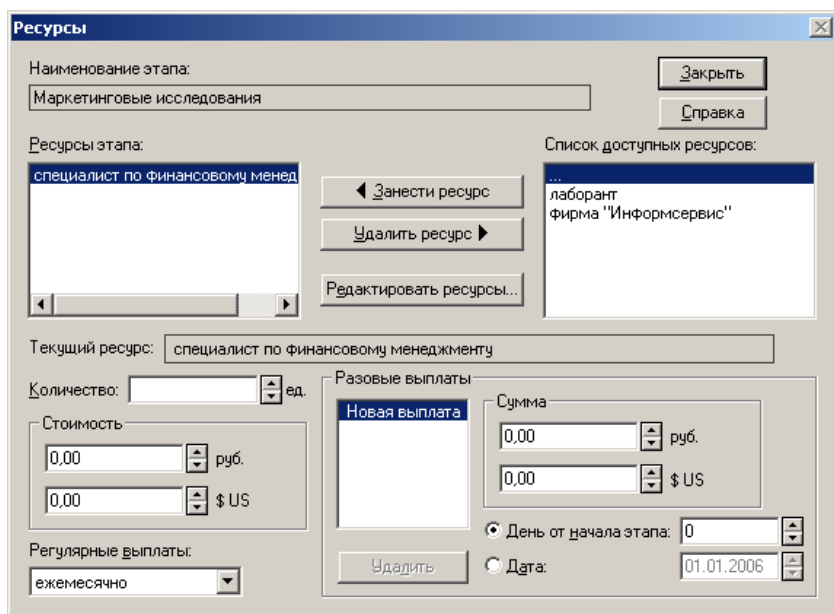 Ресурсы
Наименование этапа:
Закрыть
Маркетинговые исследования
Справка
Ресурсы этапа:
Список доступных ресурсов:
специалист по финансовому менед
...
Занести ресурс
лаборант
фирма "Информсервис"
Удалить ресурс
Редактировать ресурсы...
Текущий ресурс: специалист по финансовому менеджменту
Количество: ед.
Разовые выплаты
Новая выплата
Сумма
Стоимость
0,00 руб.
0,00 руб.
0,00 $ US
0,00 $ US
День от начала этапа: 0
Регулярные выплаты:
Удалить
Дата: 01.01.2006
ежемесячно